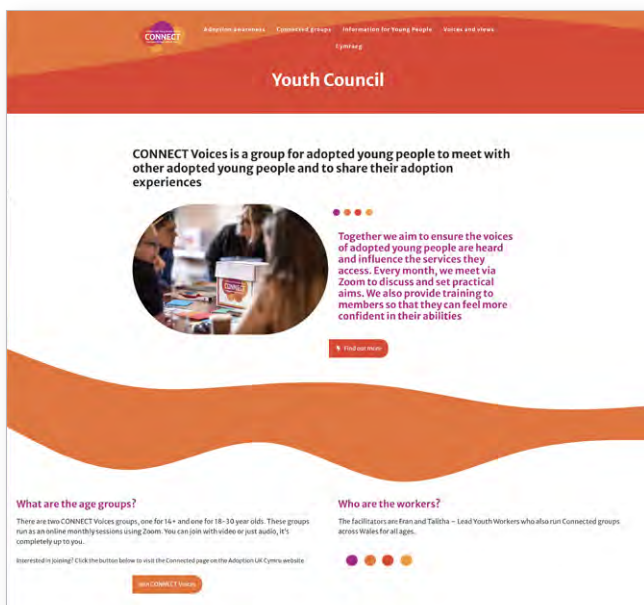 CONNECT
Adoption awareness Connected groups Information for Young People Voices and views
Cymraeg
Youth Council
CONNECT Voices is a group for adopted young people to meet with
other adopted young people and to share their adoption
experiences
CONNECT
Together we aim to ensure the voices
of adopted young people are heard
and influence the services they
access. Every month, we meet via
Zoom to discuss and set practical
aims. We also provide training to
members so that they can feel more
confident in their abilities
Find out more
What are the age groups?
There are two CONNECT Voices groups, one for 14+ and one for 18-30 year olds. These groups
run as an online monthly sessions using Zoom. You can join with video or just audio, it's
completely up to you.
Interested in joining? Click the button below to visit the Connected page on the Adoption UK Cymru website
Join CONNECT Voices
Who are the workers?
The facilitators are Fran and Talitha – Lead Youth Workers who also run Connected groups
across Wales for all ages.